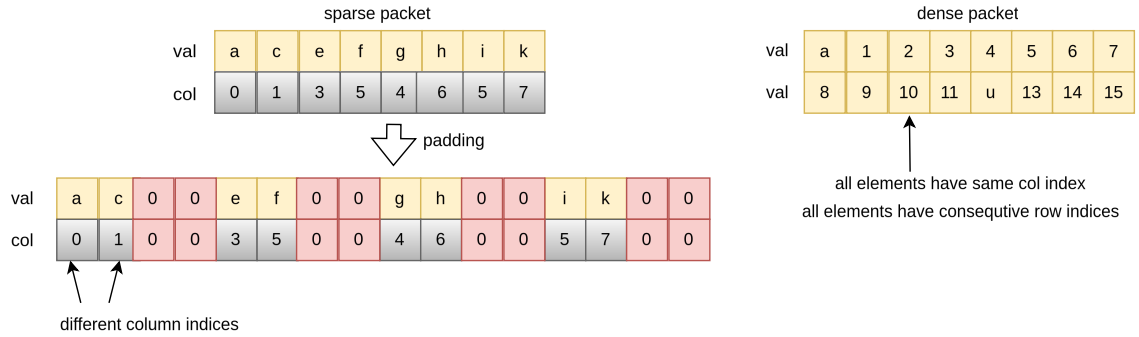 sparse packet
val a c e f g h i k
col 0 1 3 5 4 6 5 7
padding
val a c 0 0 e f 0 0 g h 0 0 i k 0 0
col 0 1 0 0 3 5 0 0 4 6 0 0 5 7 0 0
different column indices
dense packet
val a 1 2 3 4 5 6 7
val 8 9 10 11 u 13 14 15
all elements have same col index
all elements have consequtive row indices